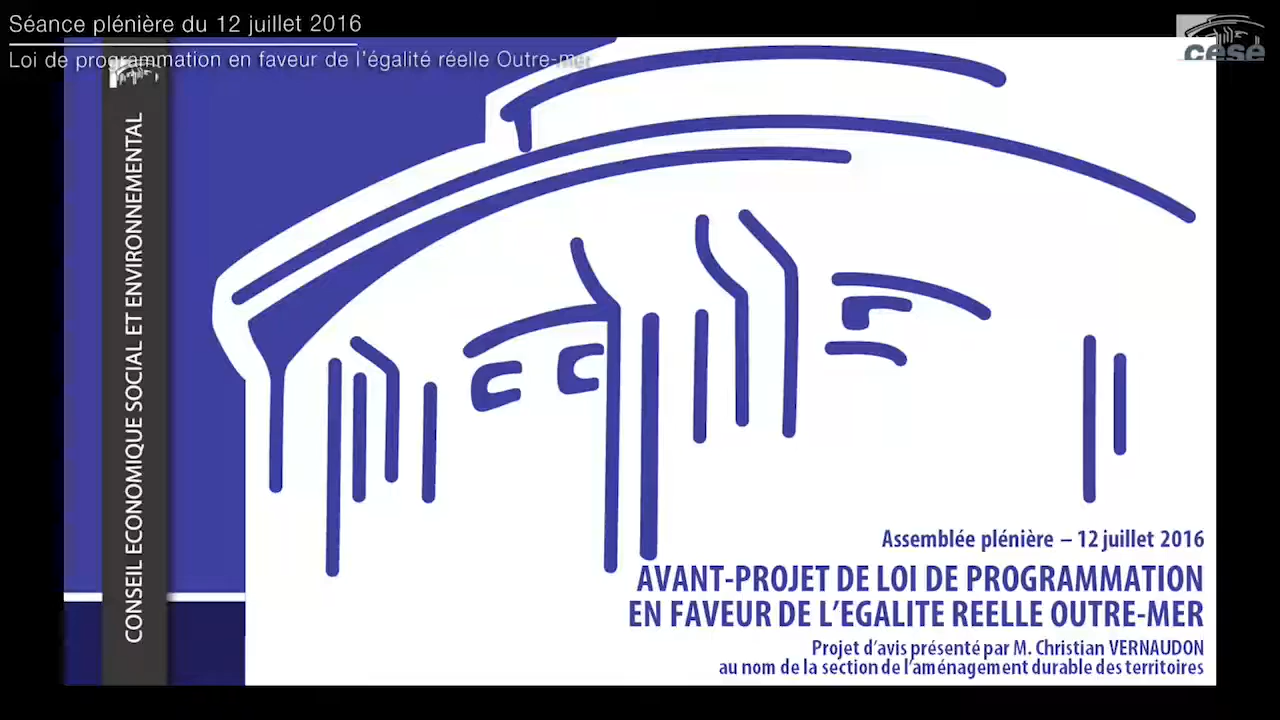 Séance plénière du 12 juillet 2016
Loi de programmation en faveur de l'égalité réelle Outre-mer
cese
CONSEIL ECONOMIQUE SOCIAL ET ENVIRONNEMENTAL
Assemblée plénière – 12 juillet 2016
AVANT-PROJET DE LOI DE PROGRAMMATION
EN FAVEUR DE L'EGALITE REELLE OUTRE-MER
Projet d'avis présenté par M. Christian VERNAUDON
au nom de la section de l'aménagement durable des territoires